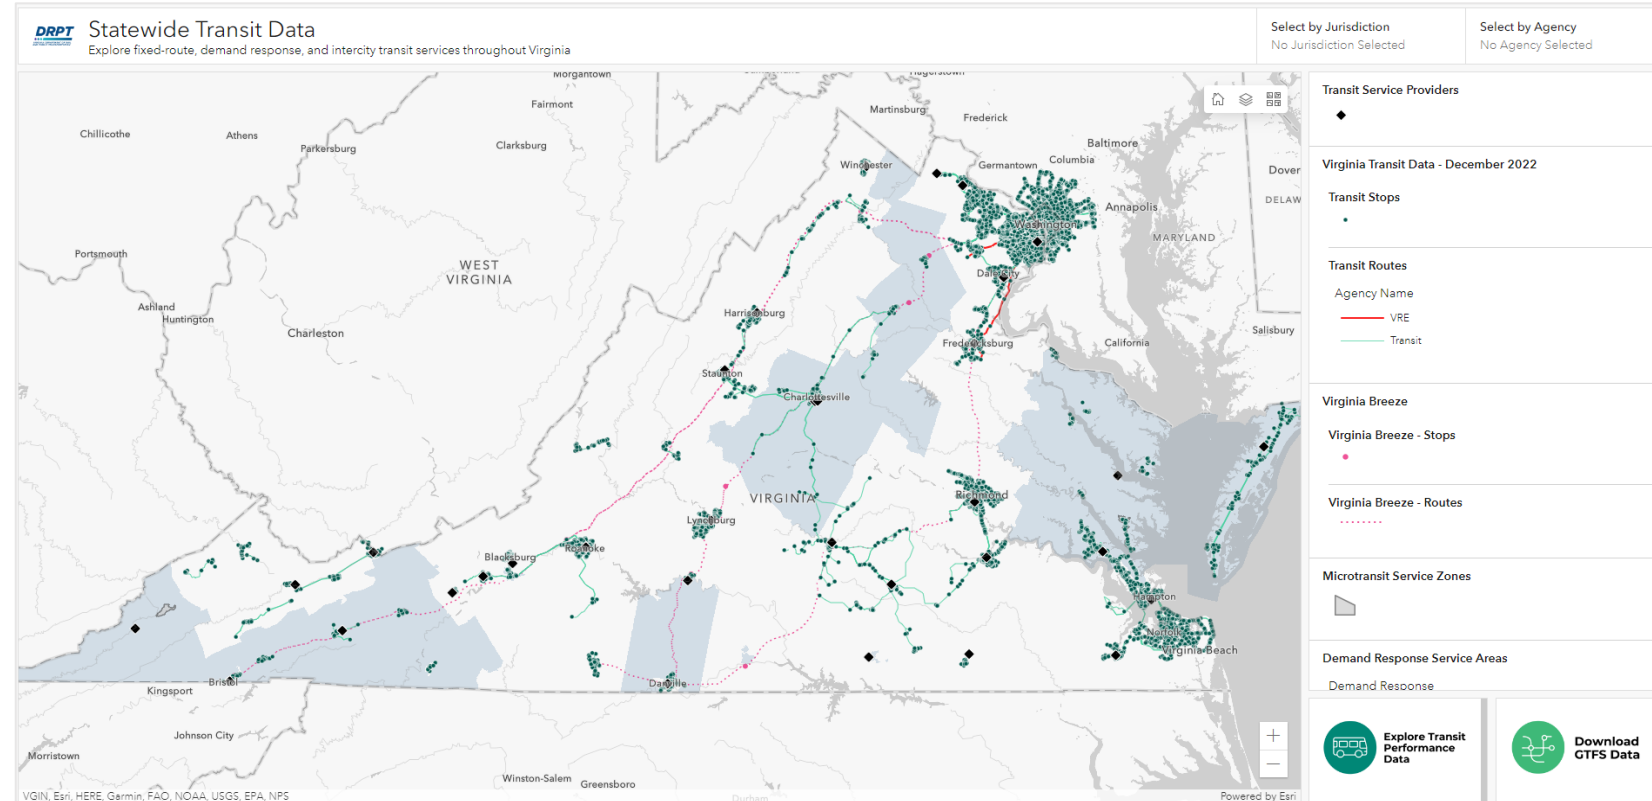 DRPT
Statewide Transit Data
Explore fixed-route, demand response, and intercity transit services throughout Virginia
Select by Jurisdiction
No Jurisdiction Selected
Select by Agency
No Agency Selected
Morgantown
Hagerstown
Fairmont
Martinsburg
Frederick
Chillicothe
Athens
Parkersburg
Clarksburg
Baltimore
Winchester
Germantown
Columbia
Dover
DELAW
Annapolis
Washington
MARYLAND
Portsmouth
WEST
VIRGINIA
Dale City
Ashland
Huntington
Charleston
Harrisonburg
Fredericksburg
California
Salisbury
Staunton
Charlottesville
VIRGINIA
Richmond
Lynchburg
Blacksburg
Roanoke
Hampton
Norfolk
Virginia Beach
Bristol
Danville
Kingsport
Johnson City
Morristown
Winston-Salem
Greensboro
Durham
VGIN, Esri, HERE, Garmin, FAO, NOAA, USGS, EPA, NPS
Powered by Esri
Transit Service Providers
Virginia Transit Data - December 2022
Transit Stops
Transit Routes
Agency Name
VRE
Transit
Virginia Breeze
Virginia Breeze - Stops
Virginia Breeze - Routes
Microtransit Service Zones
Demand Response Service Areas
Demand Response
Explore Transit
Performance
Data
Download
GTFS Data